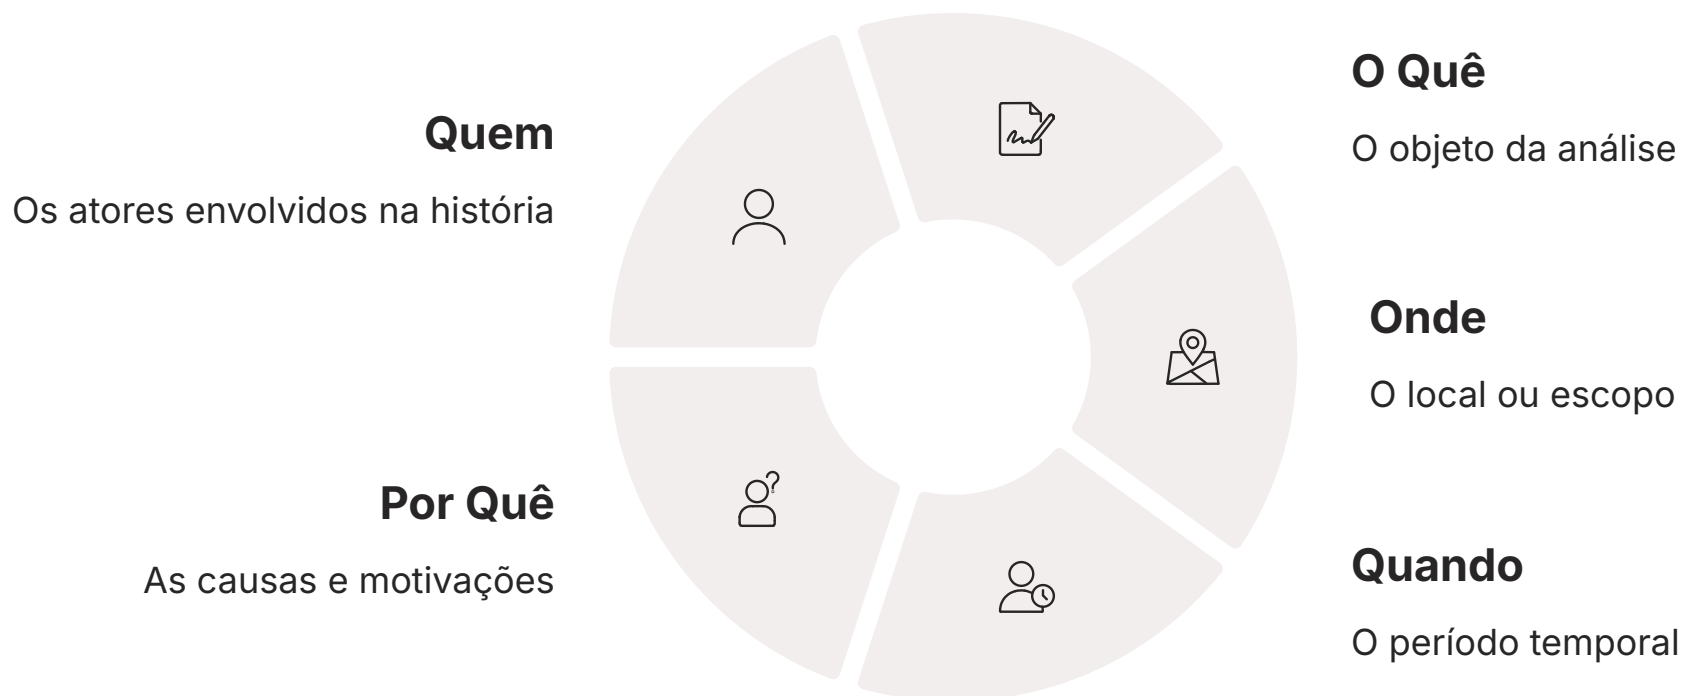 O Quê
O objeto da análise
Quem
Os atores envolvidos na história
Onde
O local ou escopo
Por Quê
As causas e motivações
Quando
O período temporal